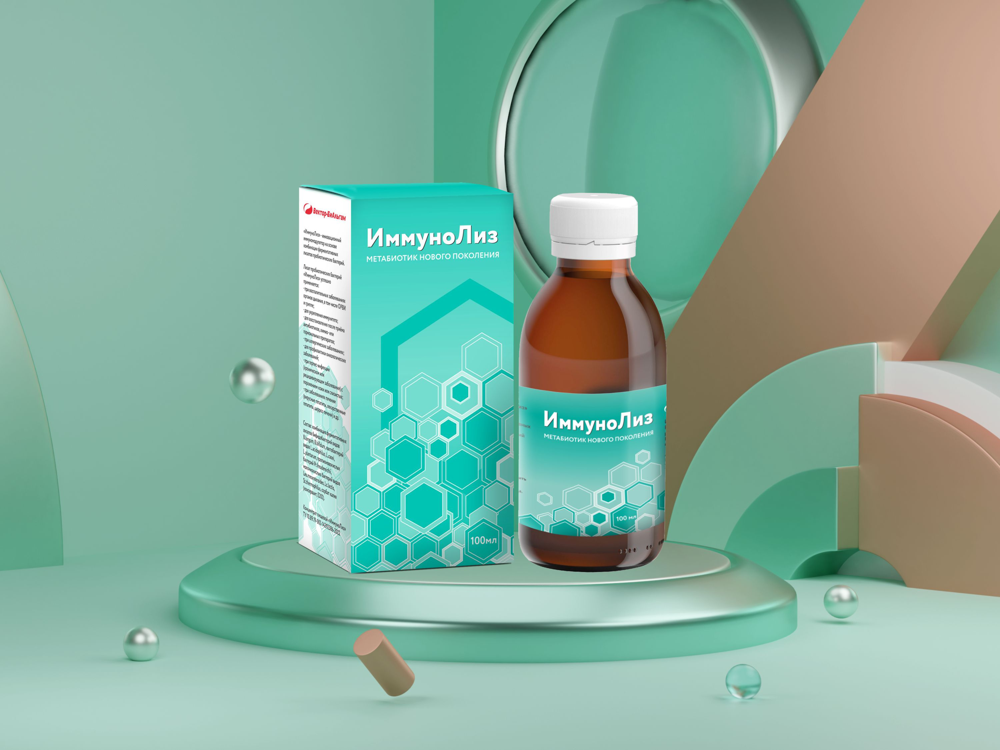 Вектор-БиАльгам
«ИммуноЛиз» - инновационный
иммуномодулятор на основе
комбинации ферментативных
лизатов пробиотических бактерий.
Лизат пробиотических бактерий
«ИммуноЛиз» успешно
применяется:
- при воспалительных заболеваниях
органов дыхания, в том числе ОРВИ
и гриппе;
- для укрепления иммунитета;
- для восстановления после приёма
антибиотиков, химио- или
гормональных препаратов;
- при аллергических заболеваниях;
- для профилактики онкологических
заболеваний;
- при герпес-инфекции
(хроническом или
рецидивирующем заболевании) с
поражением кожи или слизистых;
- при заболеваниях печени
(вирусные гепатиты, лекарственные
гепатиты, цирроз печени) и др.
Состав: комбинация ферментативных
лизатов бифидобактерий видов
B.longum, B.bifidum, лактобактерий
видов L.acidophilus, L.casei,
L.plantarum, пропионовокислых
бактерий Pr.freudenreichii,
молочнокислых бактерий видов
Leu.mesenteroides, Lc.lactis,
St.thermophilus, сорбат калия
(консервант, E202).
Концентрат пищевой «ИммуноЛиз»
ТУ 10.89.19-002-14392386-2022
ИммуноЛиз
МЕТАБИОТИК НОВОГО ПОКОЛЕНИЯ
100мл
ИммуноЛиз
МЕТАБИОТИК НОВОГО ПОКОЛЕНИЯ
100 мл